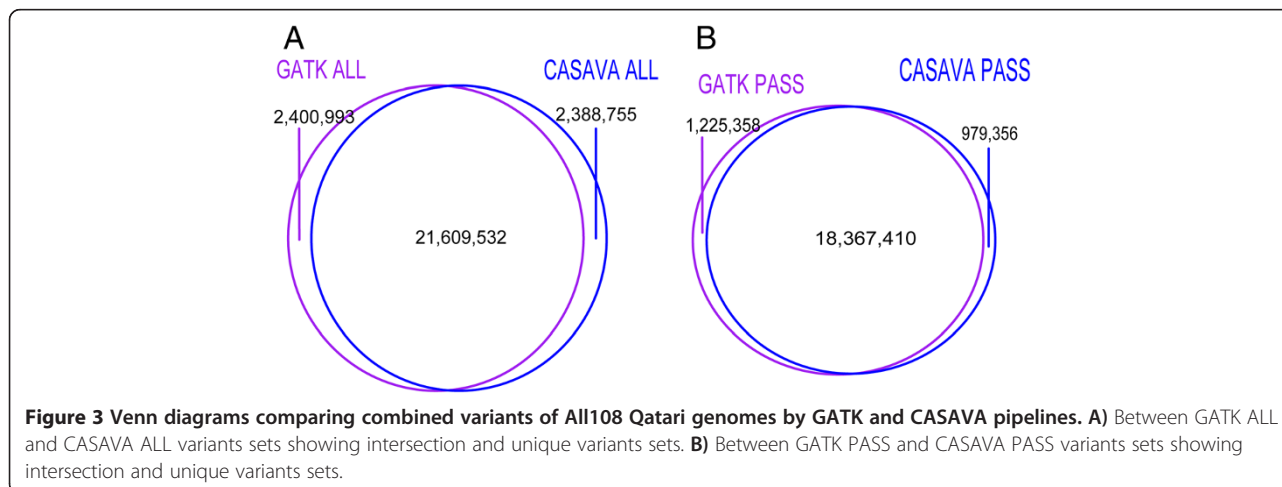 A
GATK ALL
CASAVA ALL
2,400,993
2,388,755
21,609,532
B
GATK PASS
CASAVA PASS
1,225,358
979,356
18,367,410
Figure 3 Venn diagrams comparing combined variants of All108 Qatari genomes by GATK and CASAVA pipelines. A) Between GATK ALL
and CASAVA ALL variants sets showing intersection and unique variants sets. B) Between GATK PASS and CASAVA PASS variants sets showing
intersection and unique variants sets.